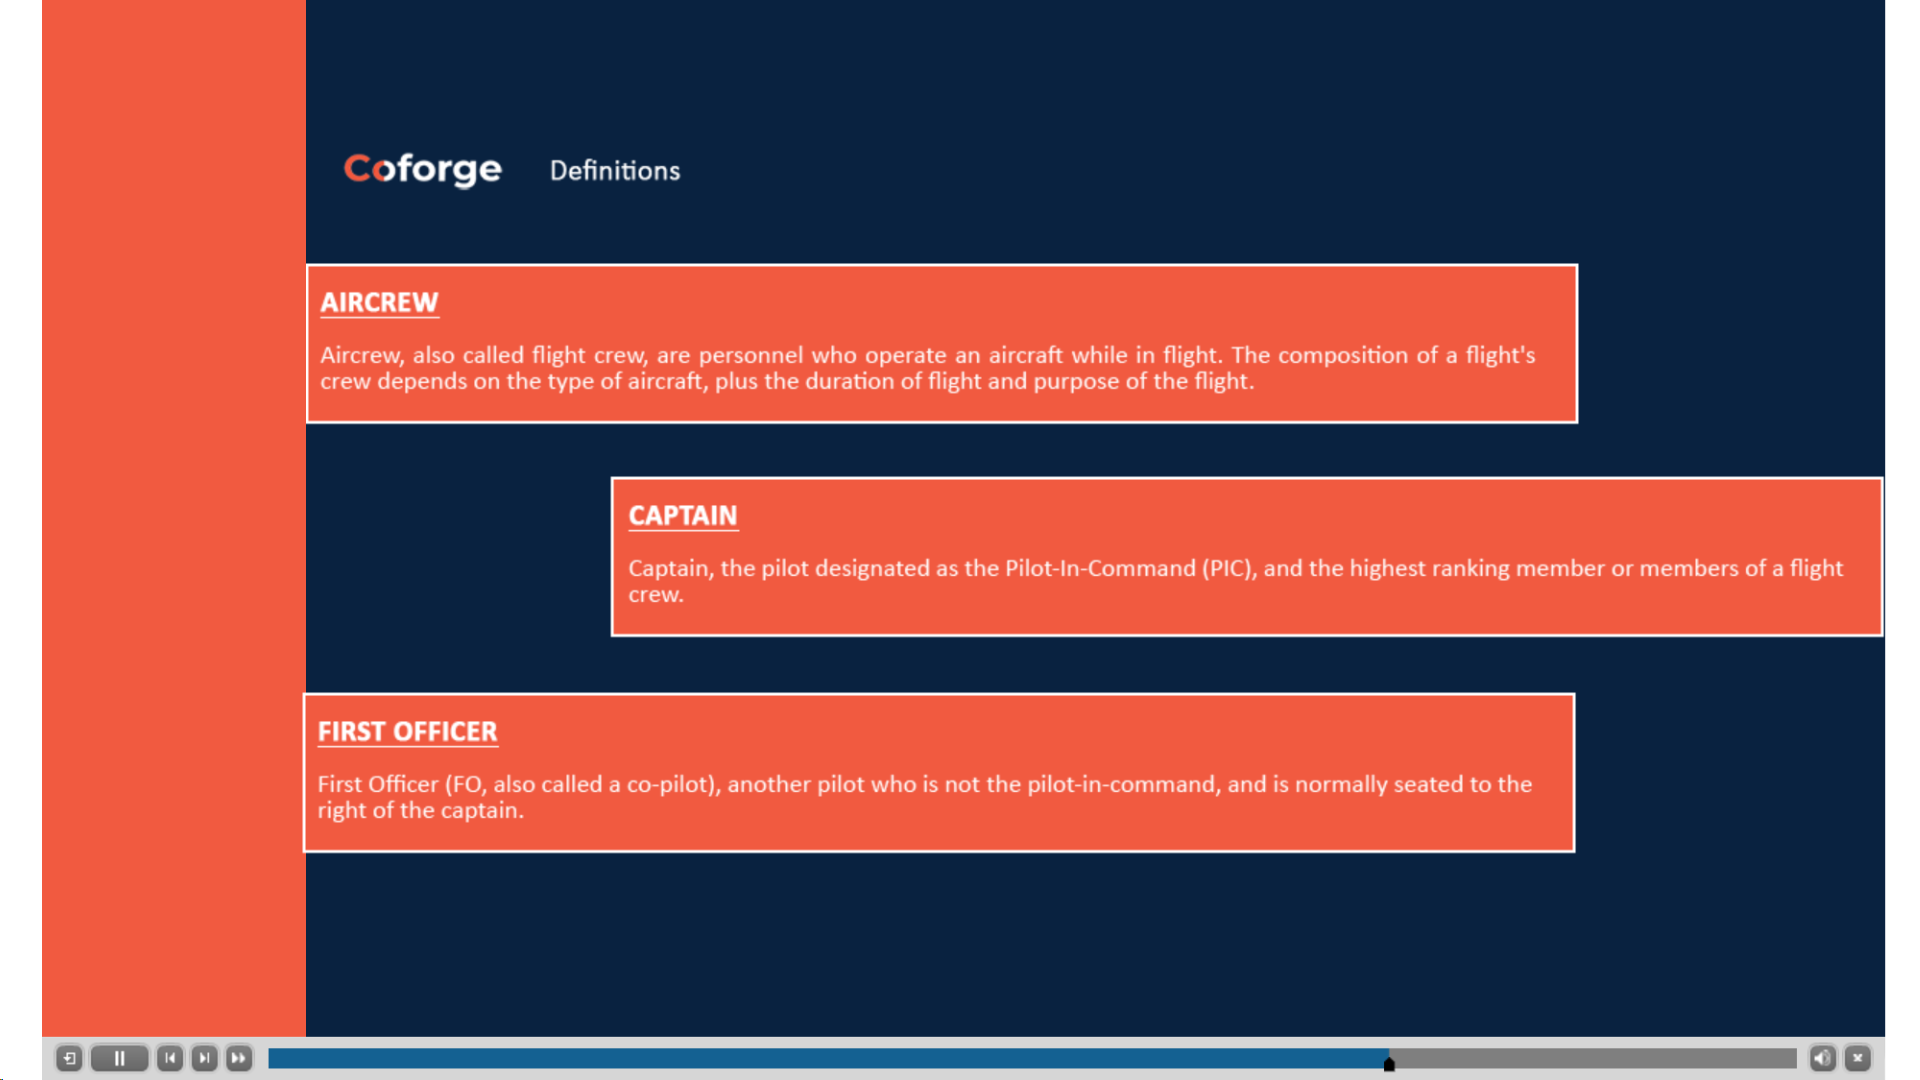 Coforge
Definitions
AIRCREW
Aircrew, also called flight crew, are personnel who operate an aircraft while in flight. The composition of a flight's
crew depends on the type of aircraft, plus the duration of flight and purpose of the flight.
CAPTAIN
Captain, the pilot designated as the Pilot-In-Command (PIC), and the highest ranking member or members of a flight
crew.
FIRST OFFICER
First Officer (FO, also called a co-pilot), another pilot who is not the pilot-in-command, and is normally seated to the
right of the captain.